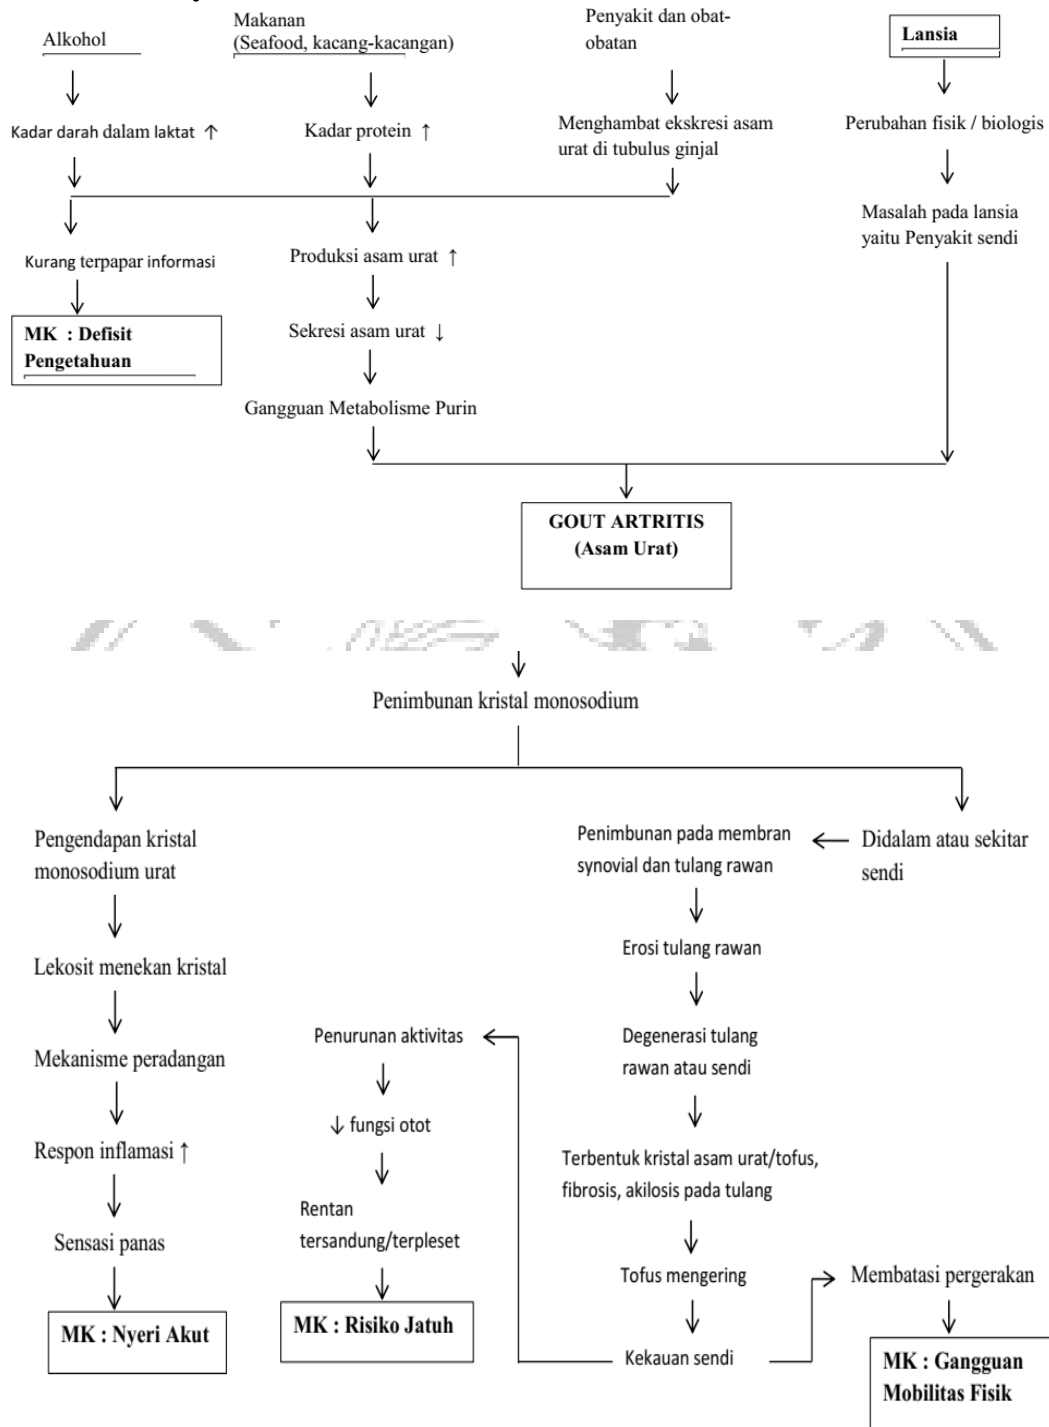 Alkohol
Makanan
(Seafood, kacang-kacangan)
Penyakit dan obat-
obatan
Lansia
Kadar darah dalam laktat ↑
Kadar protein ↑
Menghambat ekskresi asam
urat di tubulus ginjal
Perubahan fisik / biologis
Masalah pada lansia
yaitu Penyakit sendi
Kurang terpapar informasi
Produksi asam urat ↑
MK : Defisit
Pengetahuan
Sekresi asam urat ↓
Gangguan Metabolisme Purin
GOUT ARTRITIS
(Asam Urat)
Penimbunan kristal monosodium
Pengendapan kristal
monosodium urat
Penimbunan pada membran
synovial dan tulang rawan
Didalam atau sekitar
sendi
Lekosit menekan kristal
Erosi tulang rawan
Mekanisme peradangan
Penurunan aktivitas
Degenerasi tulang
rawan atau sendi
Respon inflamasi ↑
↓ fungsi otot
Terbentuk kristal asam urat/tofus,
fibrosis, akilosis pada tulang
Sensasi panas
Rentan
tersandung/terpleset
Tofus mengering
Membatasi pergerakan
MK : Nyeri Akut
MK : Risiko Jatuh
Kekauan sendi
MK : Gangguan
Mobilitas Fisik